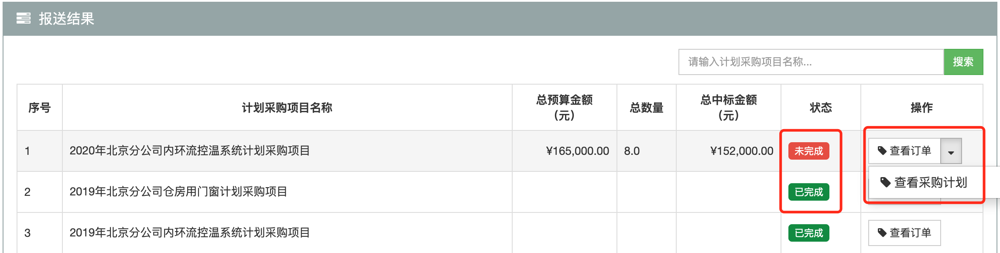 报送结果
请输入计划采购项目名称...
搜索
序号 计划采购项目名称 总预算金额(元) 总数量 总中标金额(元) 状态 操作
1 2020年北京分公司内环流控温系统计划采购项目 ¥165,000.00 8.0 ¥152,000.00 未完成 查看订单
查看采购计划
2 2019年北京分公司仓房用门窗计划采购项目 已完成
3 2019年北京分公司内环流控温系统计划采购项目 已完成 查看订单